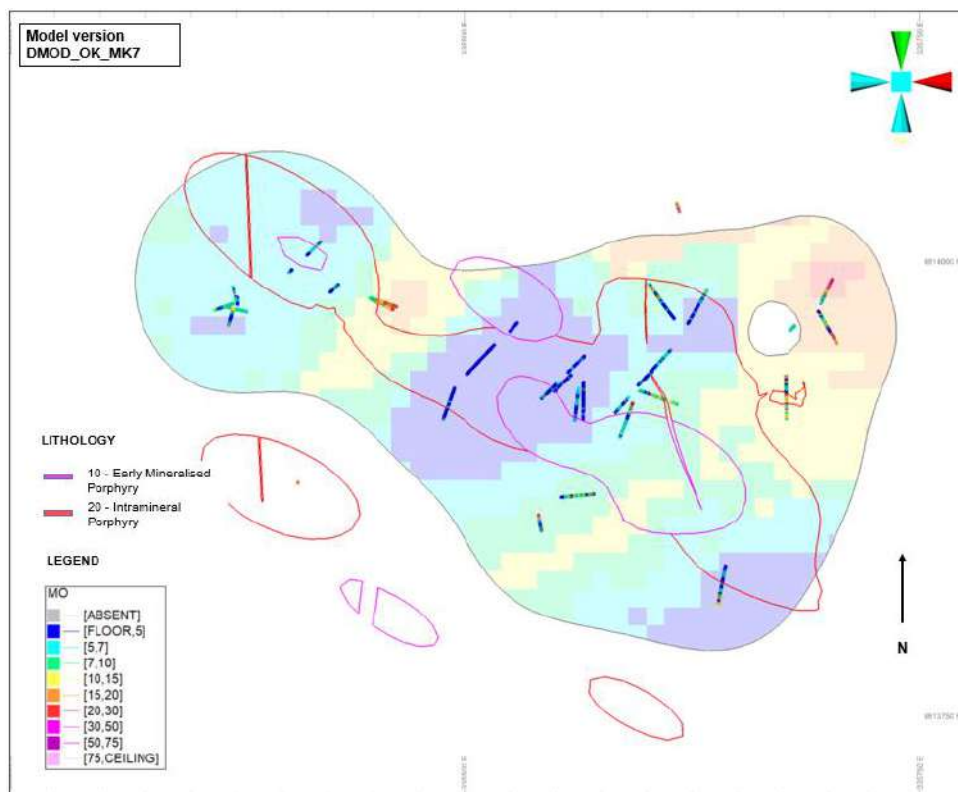 Model version
DMOD_OK_MK7
LITHOLOGY
10 - Early Mineralised
Porphyry
20 - Intramineral
Porphyry
LEGEND
MO
[ABSENT]
[FLOOR,5]
[5,7]
[7,10]
[10,15]
[15,20]
[20,30]
[30,50]
[50,75]
[75,CEILING]
N